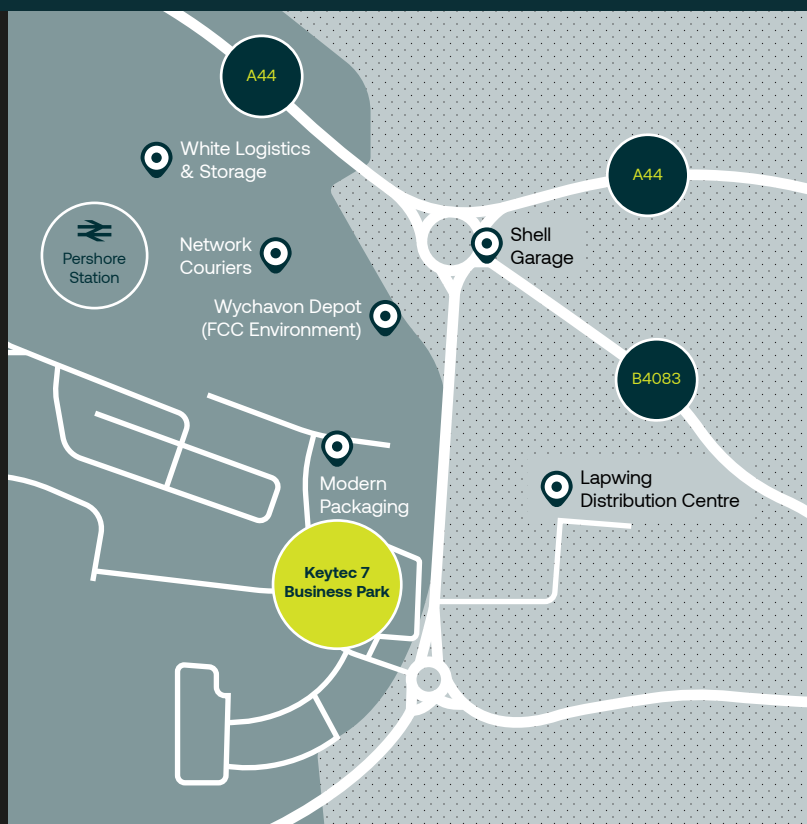 A44
White Logistics
& Storage
A44
Pershore
Station
Network
Couriers
Shell
Garage
Wychavon Depot
(FCC Environment)
B4083
Modern
Packaging
Lapwing
Distribution Centre
Keytec 7
Business Park